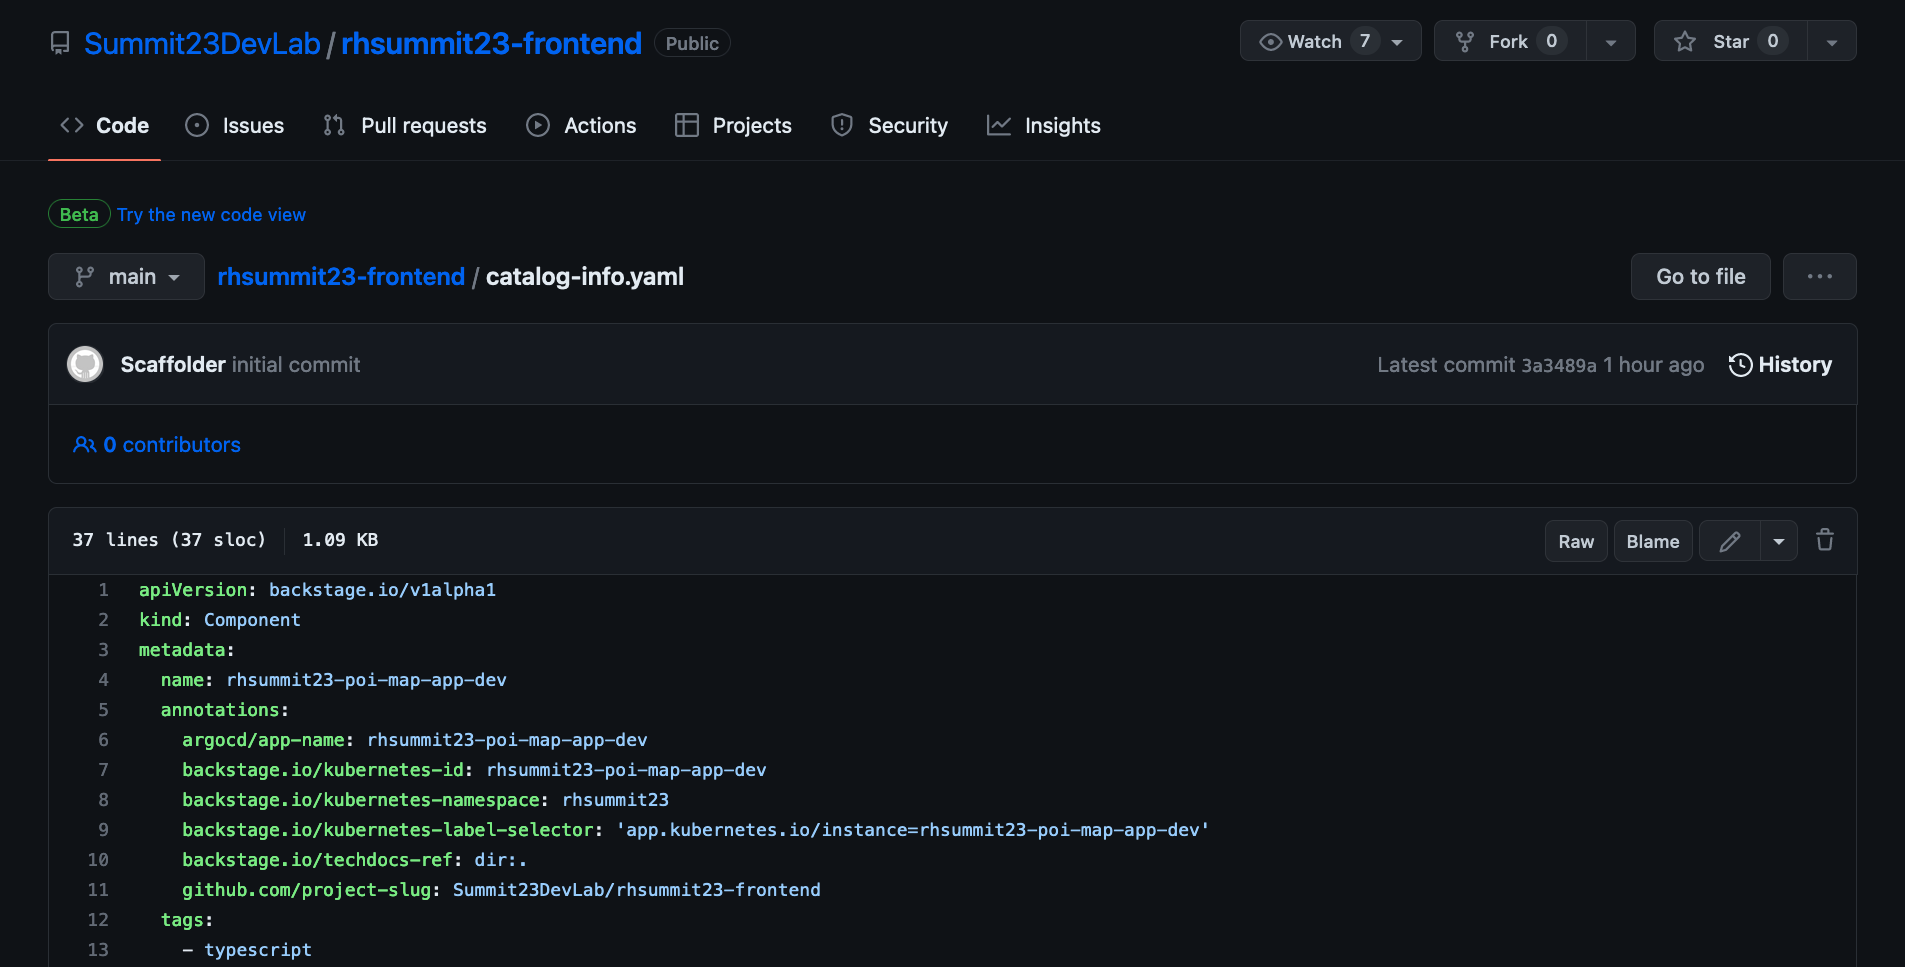 Summit23DevLab / rhsummit23-frontend Public Watch 7 Fork 0 Star 0
Code Issues Pull requests Actions Projects Security Insights
Beta Try the new code view
main rhsummit23-frontend / catalog-info.yaml Go to file ...
Scaffolder initial commit Latest commit 3a3489a 1 hour ago History
0 contributors
37 lines (37 sloc) 1.09 KB Raw Blame
1 apiVersion: backstage.io/v1alpha1
2 kind: Component
3 metadata:
4   name: rhsummit23-poi-map-app-dev
5   annotations:
6     argocd/app-name: rhsummit23-poi-map-app-dev
7     backstage.io/kubernetes-id: rhsummit23-poi-map-app-dev
8     backstage.io/kubernetes-namespace: rhsummit23
9     backstage.io/kubernetes-label-selector: 'app.kubernetes.io/instance=rhsummit23-poi-map-app-dev'
10     backstage.io/techdocs-ref: dir:.
11     github.com/project-slug: Summit23DevLab/rhsummit23-frontend
12   tags:
13     - typescript